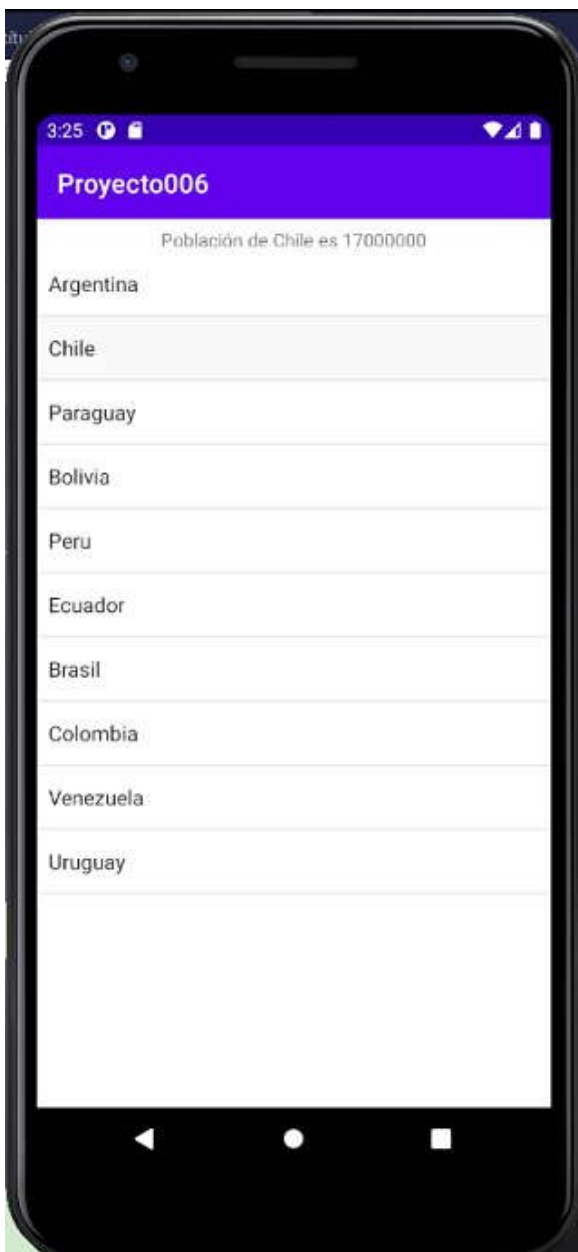 3:25
Proyecto006
Población de Chile es 17000000
Argentina
Chile
Paraguay
Bolivia
Peru
Ecuador
Brasil
Colombia
Venezuela
Uruguay